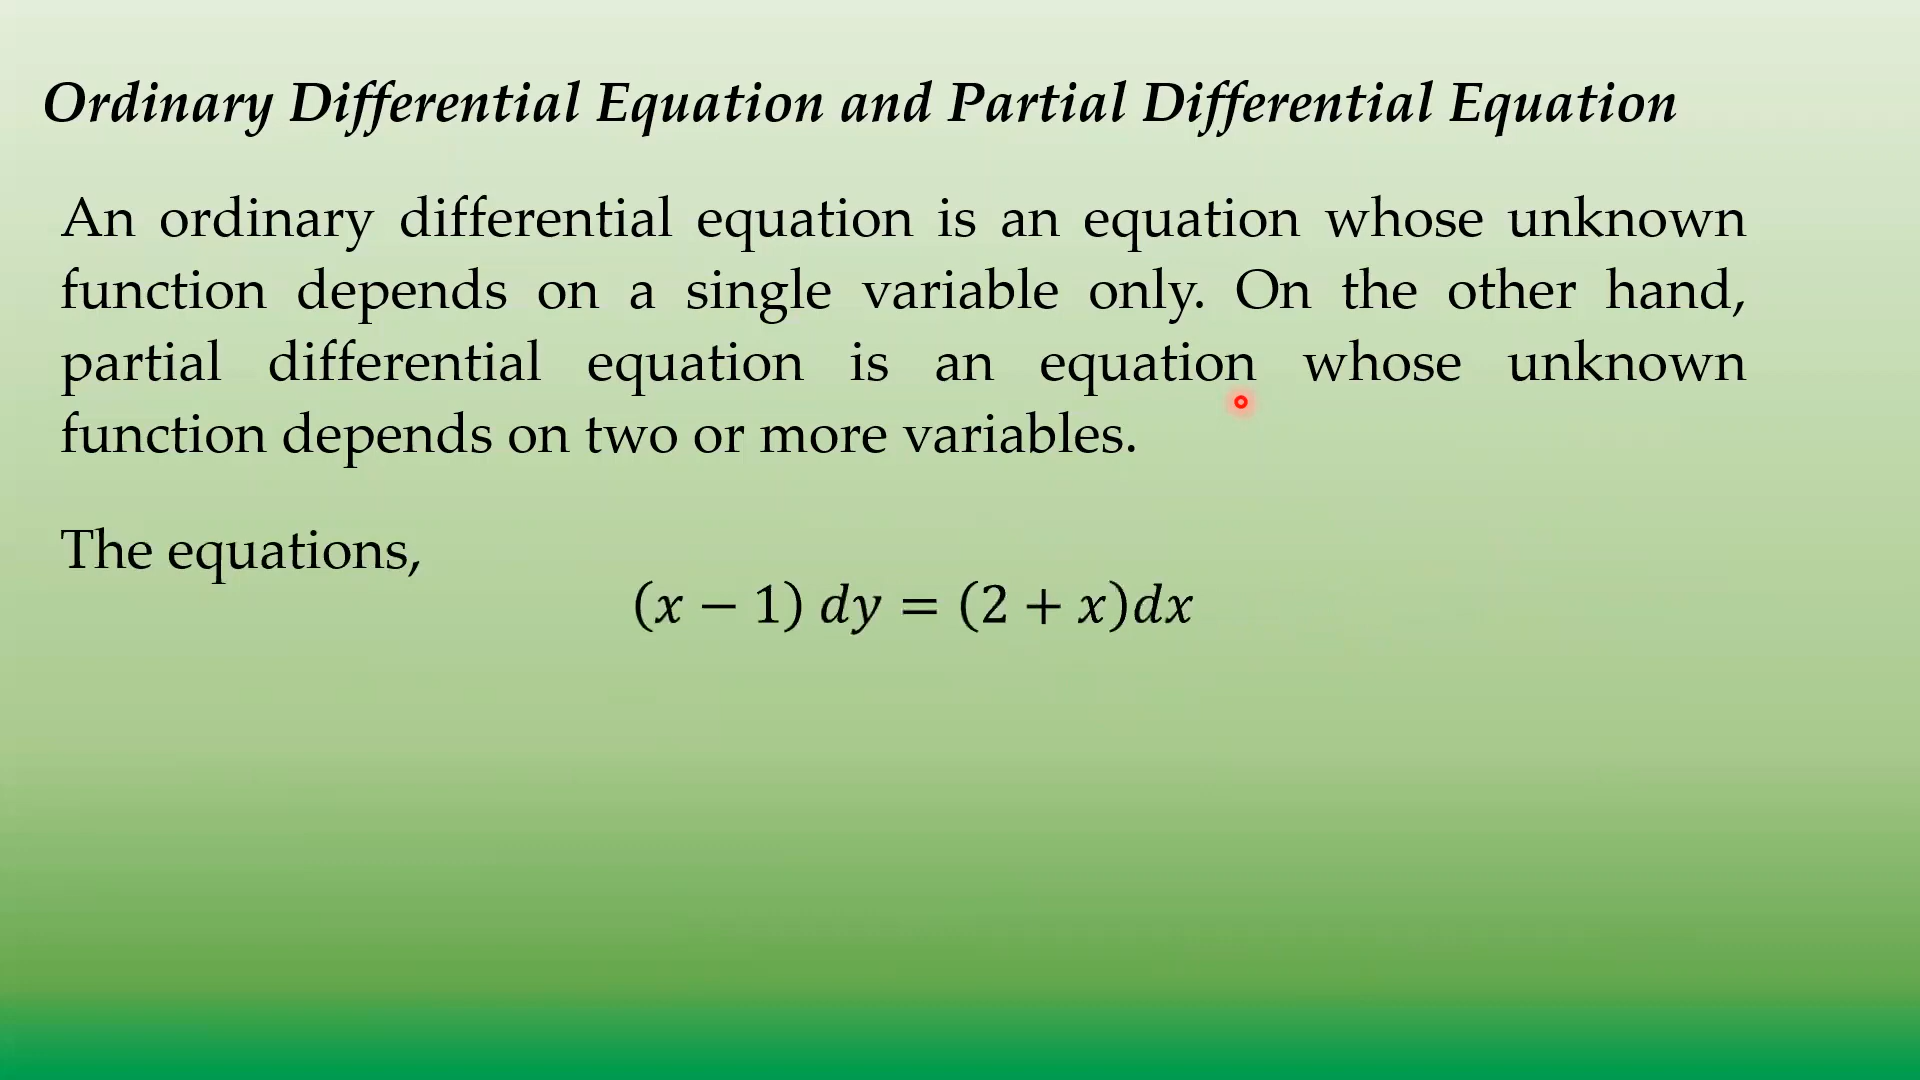 Ordinary Differential Equation and Partial Differential Equation
An ordinary differential equation is an equation whose unknown
function depends on a single variable only. On the other hand,
partial differential equation is an equation whose unknown
function depends on two or more variables.
The equations,
(x − 1) dy = (2 + x)dx